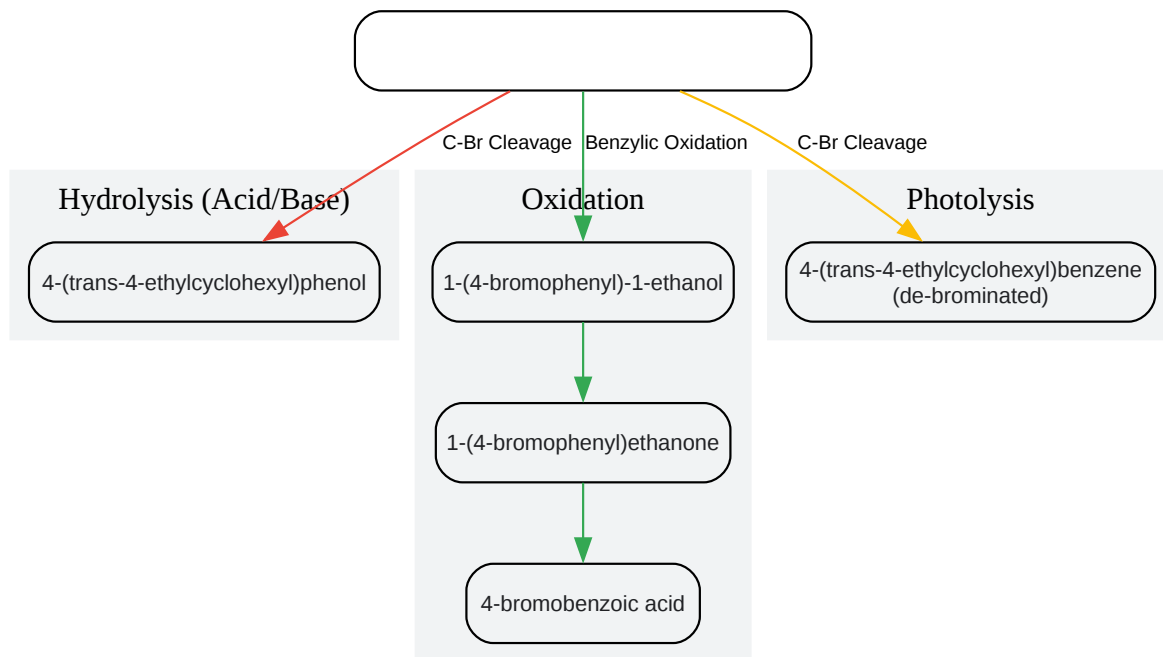 C-Br Cleavage
Benzylic Oxidation
C-Br Cleavage
Hydrolysis (Acid/Base)
Oxidation
Photolysis
4-(trans-4-ethylcyclohexyl)phenol
1-(4-bromophenyl)-1-ethanol
4-(trans-4-ethylcyclohexyl)benzene
(de-brominated)
1-(4-bromophenyl)ethanone
4-bromobenzoic acid